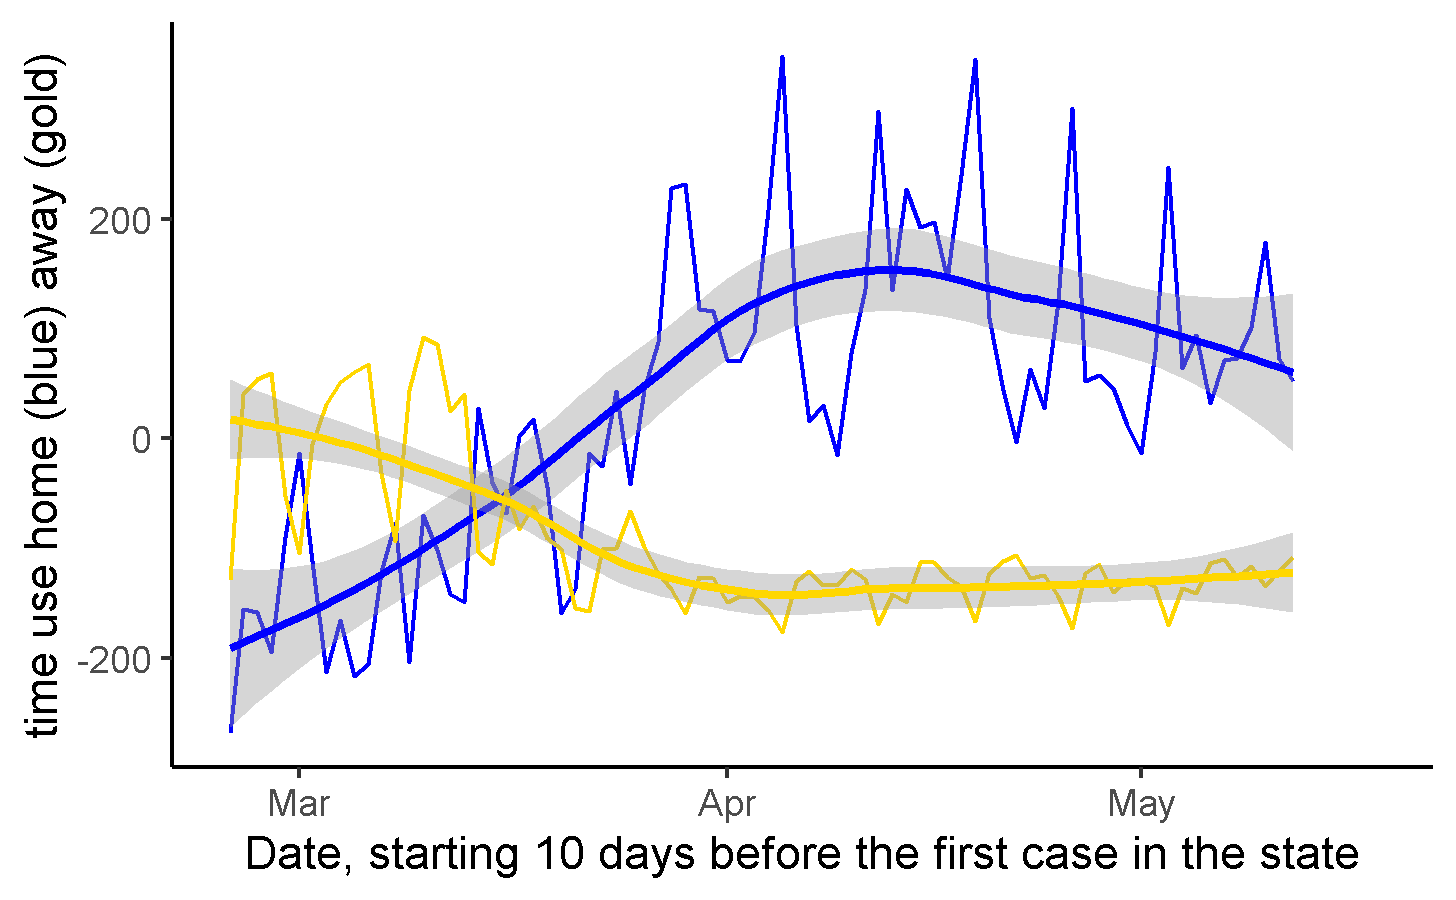 time use home (blue) away (gold)
200
0
-200
Mar
Apr
May
Date, starting 10 days before the first case in the state